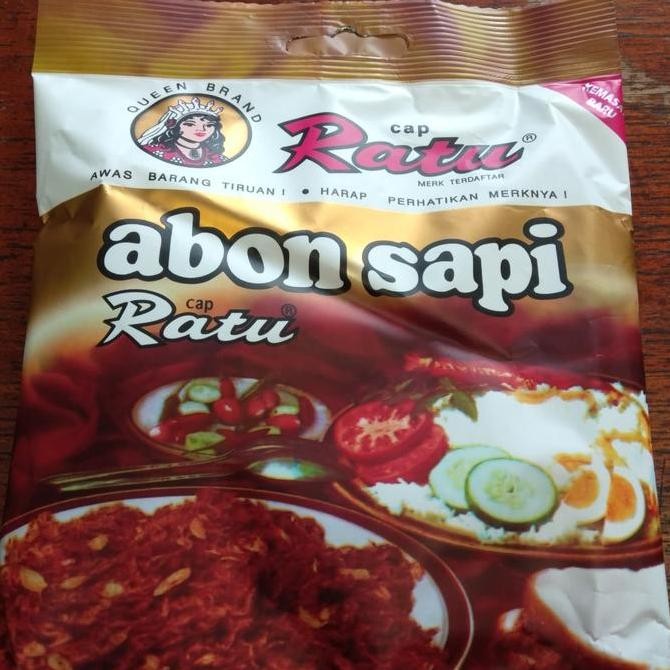 QUEEN BRAND
cap
Ratu®
MERK TERDAFTAR
KEMASAN BARU
AWAS BARANG TIRUAN! • HARAP PERHATIKAN MERKNYA!
abon sapi
cap
Ratu®